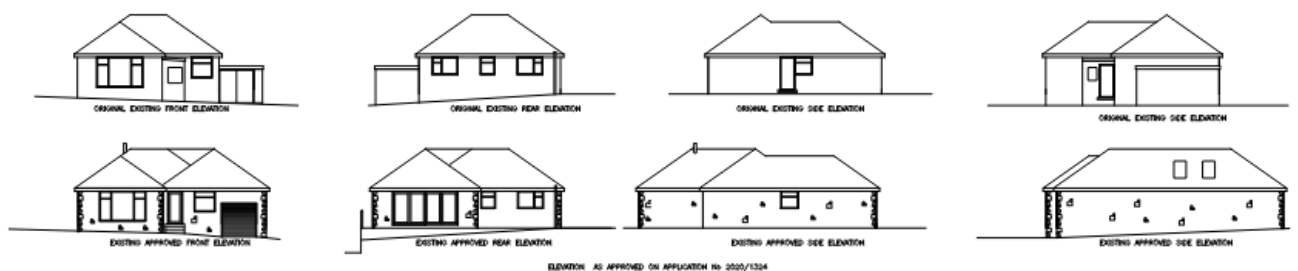 ORIGINAL EXISTING FRONT ELEVATION
ORIGINAL EXISTING REAR ELEVATION
ORIGINAL EXISTING SIDE ELEVATION
ORIGINAL EXISTING SIDE ELEVATION
EXISTING APPROVED FRONT ELEVATION
EXISTING APPROVED REAR ELEVATION
EXISTING APPROVED SIDE ELEVATION
EXISTING APPROVED SIDE ELEVATION
ELEVATION AS APPROVED ON APPLICATION No 2020/1324